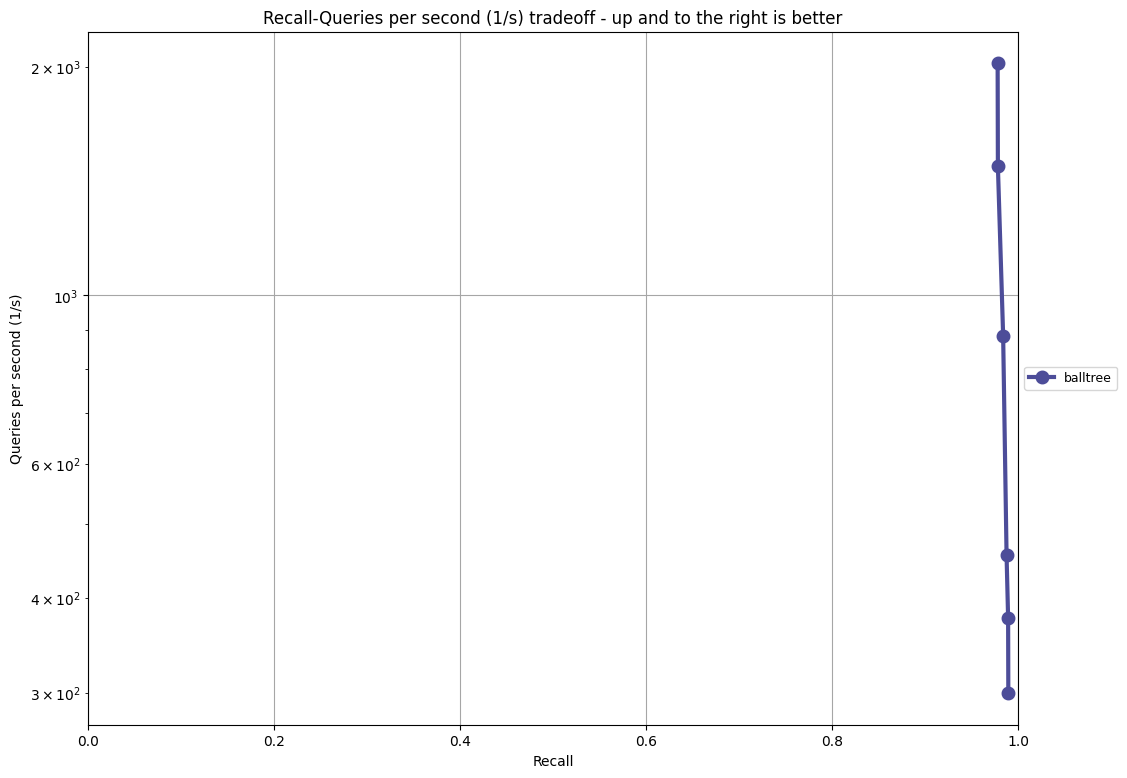 Recall-Queries per second (1/s) tradeoff - up and to the right is better
2 × 10³
10³
6 × 10²
4 × 10²
3 × 10²
Queries per second (1/s)
balltree
0.0 0.2 0.4 0.6 0.8 1.0
Recall